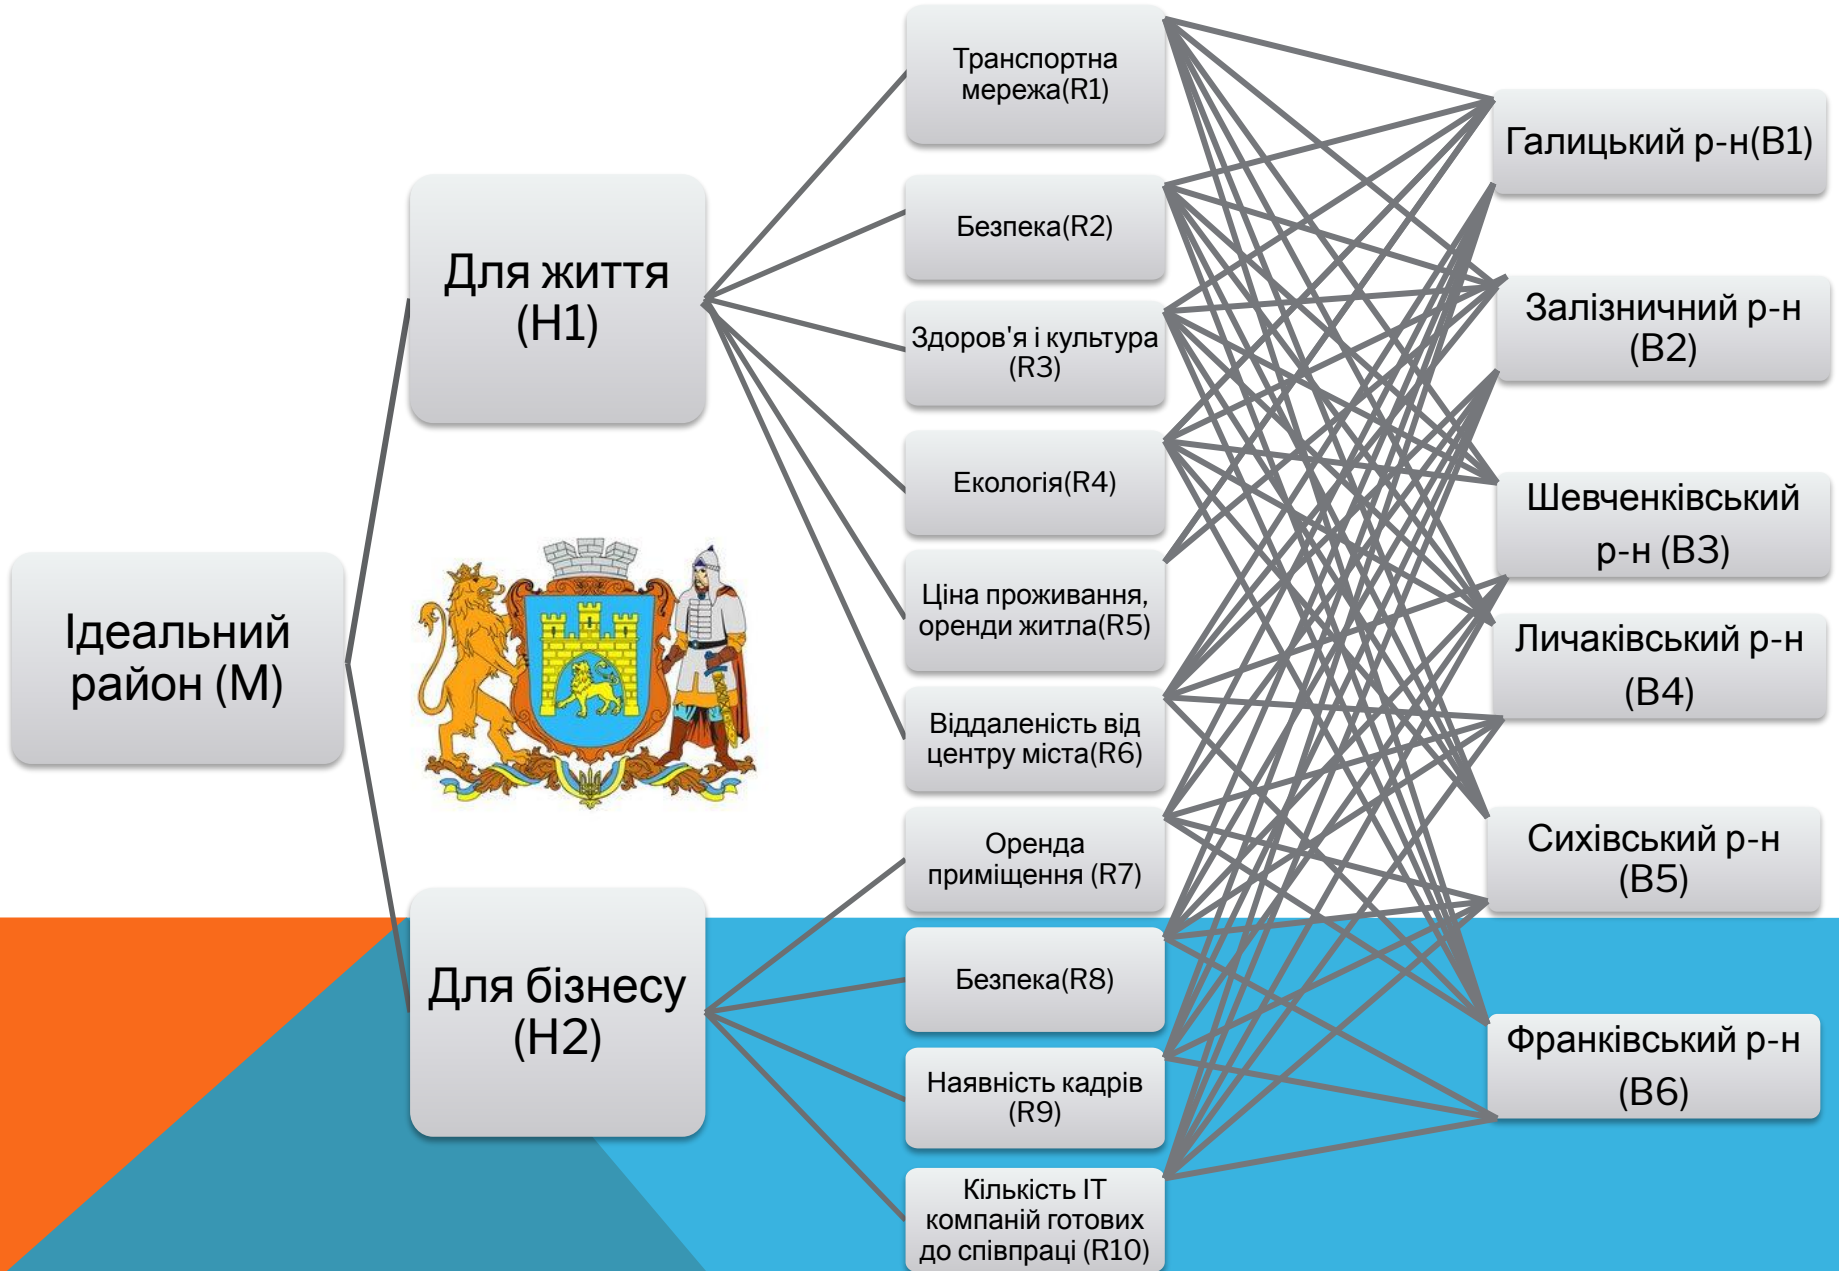 Ідеальний
район (M)
Для життя
(H1)
Для бізнесу
(H2)
Транспортна
мережа(R1)
Безпека(R2)
Здоров'я і культура
(R3)
Екологія(R4)
Ціна проживання,
оренди житла(R5)
Віддаленість від
центру міста(R6)
Оренда
приміщення (R7)
Безпека(R8)
Наявність кадрів
(R9)
Кількість ІТ
компаній готових
до співпраці (R10)
Галицький р-н(B1)
Залізничний р-н
(B2)
Шевченківський
р-н (B3)
Личаківський р-н
(B4)
Сихівський р-н
(B5)
Франківський р-н
(B6)